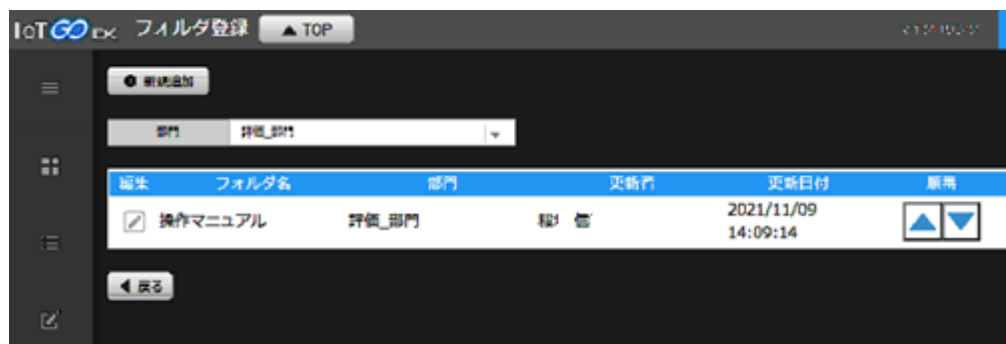 IoT GO EX フォルダ登録 ▲ TOP
新規追加
部門 評価_部門
編集 フォルダ名 部門 更新者 更新日付 順番
操作マニュアル 評価_部門 2021/11/09
14:09:14
戻る